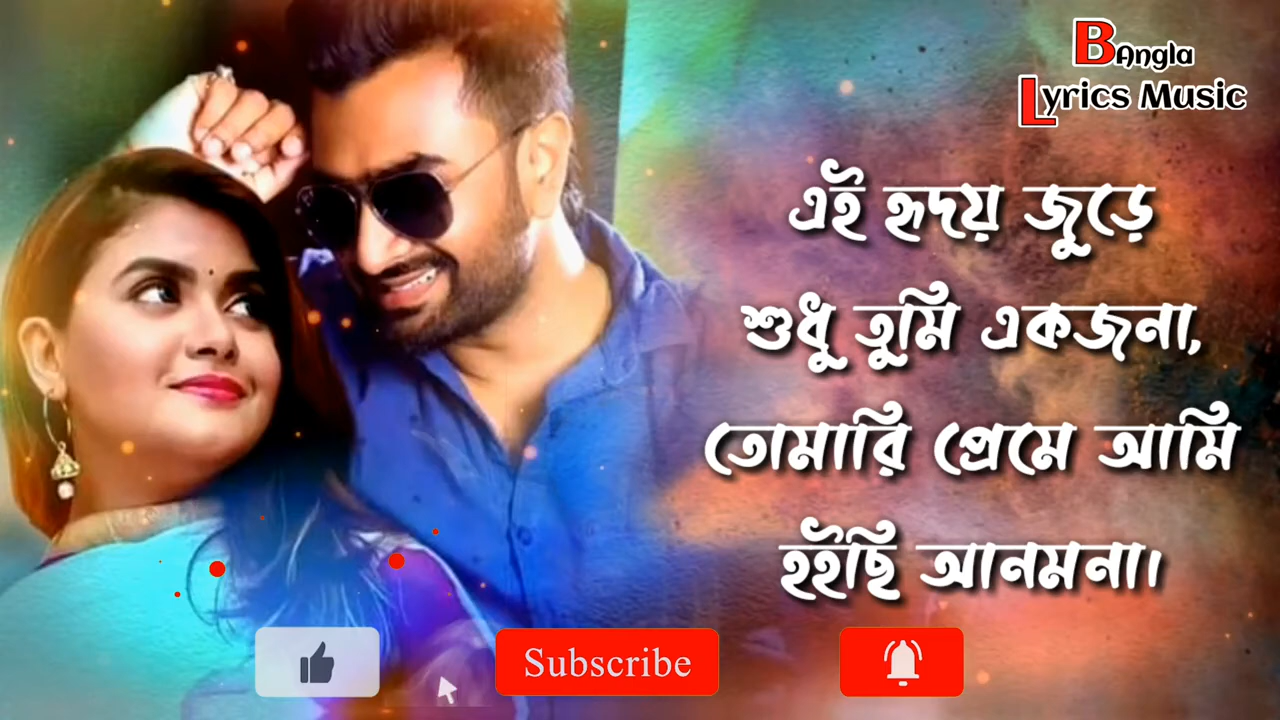 BAngla
Lyrics Music
এই হৃদয় জুড়ে
শুধু তুমি একজনা,
তোমারি প্রেমে আমি
হইছি আনমনা।
Subscribe